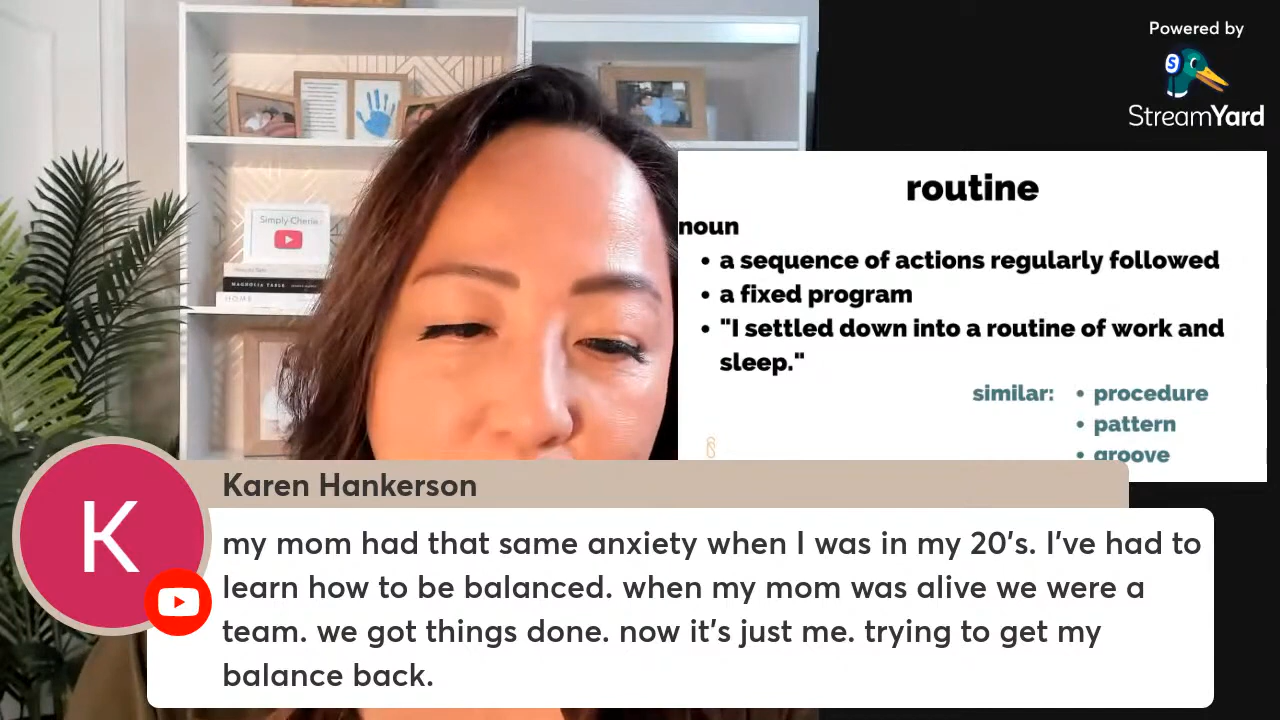 Powered by
StreamYard
Simply Cherie
MAGNOLIA TABLE
HOME
routine
noun
• a sequence of actions regularly followed
• a fixed program
• "I settled down into a routine of work and
sleep."
similar: • procedure
• pattern
• groove
K
Karen Hankerson
my mom had that same anxiety when I was in my 20's. I've had to
learn how to be balanced. when my mom was alive we were a
team. we got things done. now it's just me. trying to get my
balance back.